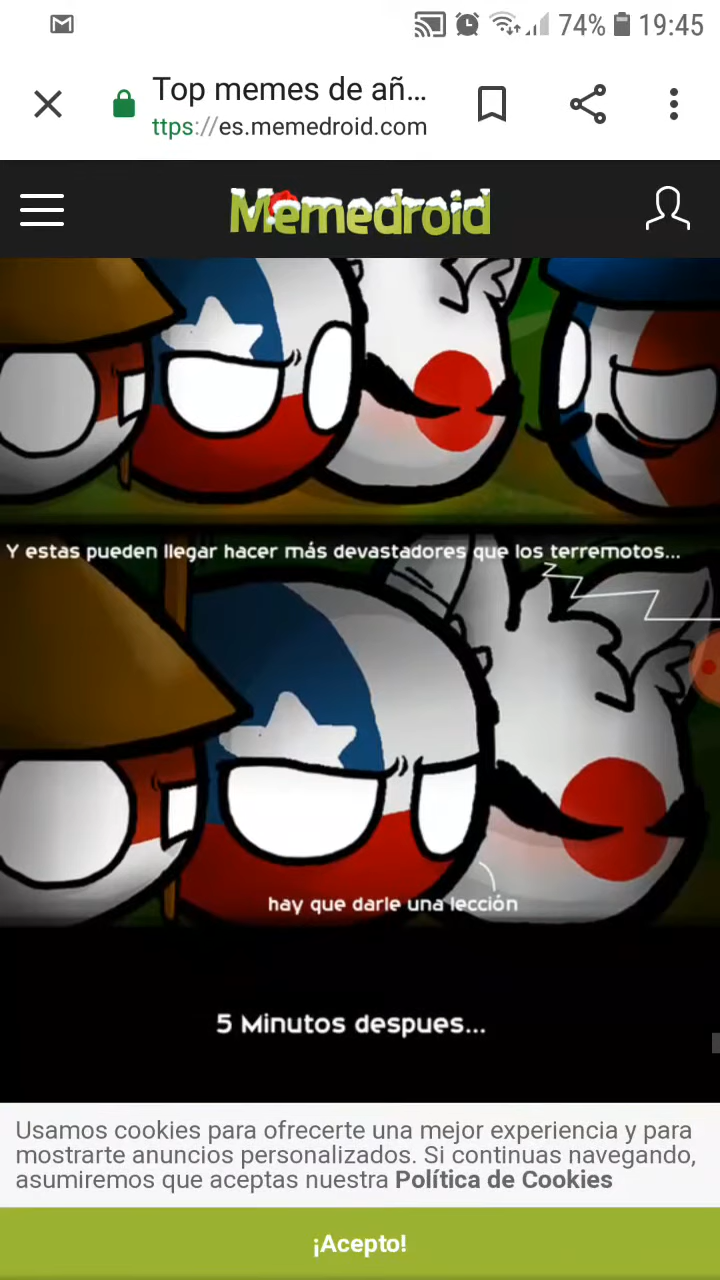 74% 19:45
Top memes de añ...
ttps://es.memedroid.com
Memedroid
Y estas pueden llegar hacer más devastadores que los terremotos...
hay que darle una lección
5 Minutos despues...
Usamos cookies para ofrecerte una mejor experiencia y para
mostrarte anuncios personalizados. Si continuas navegando,
asumiremos que aceptas nuestra Política de Cookies
¡Acepto!